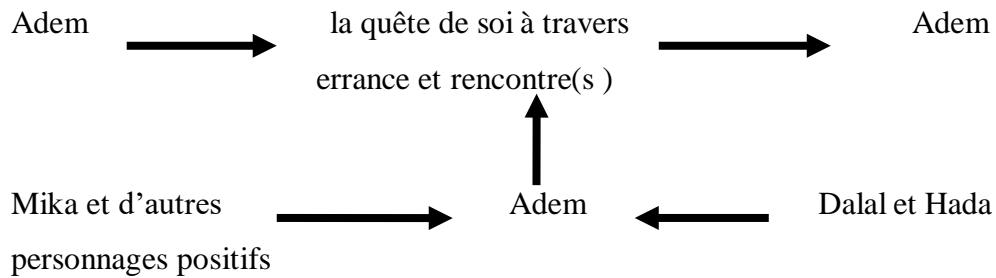 Adem la quête de soi à travers Adem
errance et rencontre(s )
Mika et d'autres Adem Dalal et Hada
personnages positifs